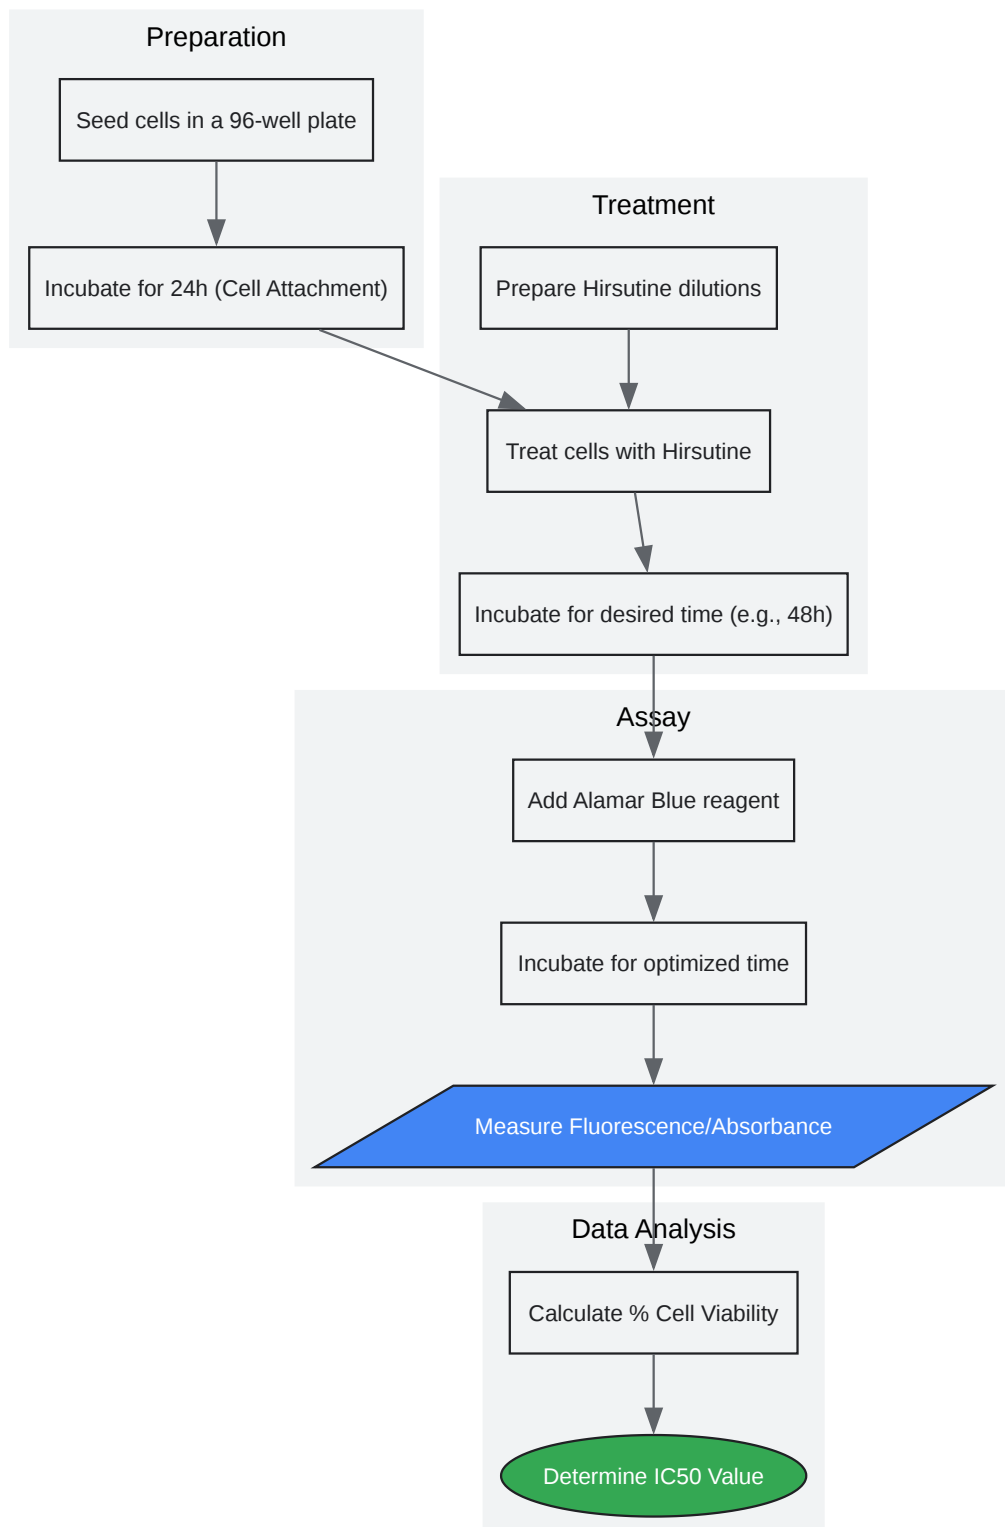 Preparation
Seed cells in a 96-well plate
Incubate for 24h (Cell Attachment)
Treatment
Prepare Hirsutine dilutions
Treat cells with Hirsutine
Incubate for desired time (e.g., 48h)
Assay
Add Alamar Blue reagent
Incubate for optimized time
Measure Fluorescence/Absorbance
Data Analysis
Calculate % Cell Viability
Determine IC50 Value